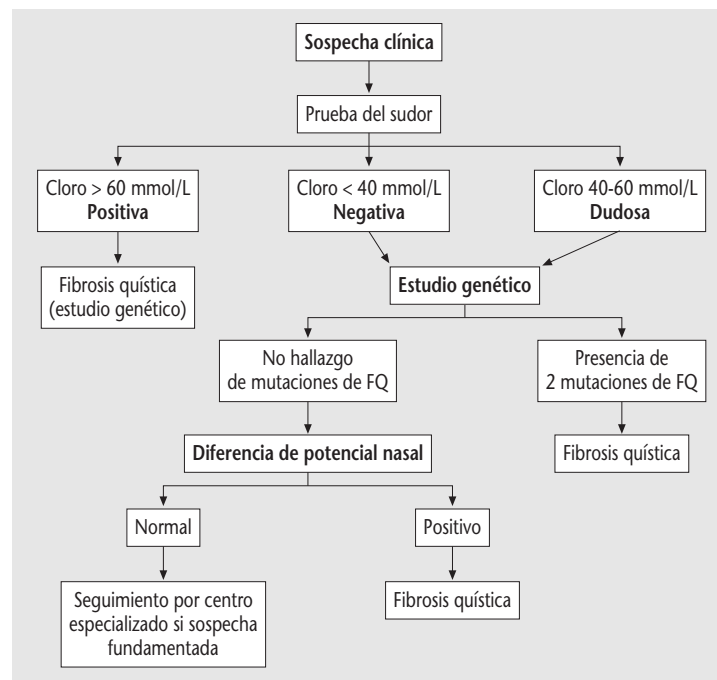 Sospecha clínica
Prueba del sudor
Cloro > 60 mmol/L
Positiva
Cloro < 40 mmol/L
Negativa
Cloro 40-60 mmol/L
Dudosa
Fibrosis quística
(estudio genético)
Estudio genético
No hallazgo
de mutaciones de FQ
Presencia de
2 mutaciones de FQ
Diferencia de potencial nasal
Fibrosis quística
Normal
Positivo
Seguimiento por centro
especializado si sospecha
fundamentada
Fibrosis quística